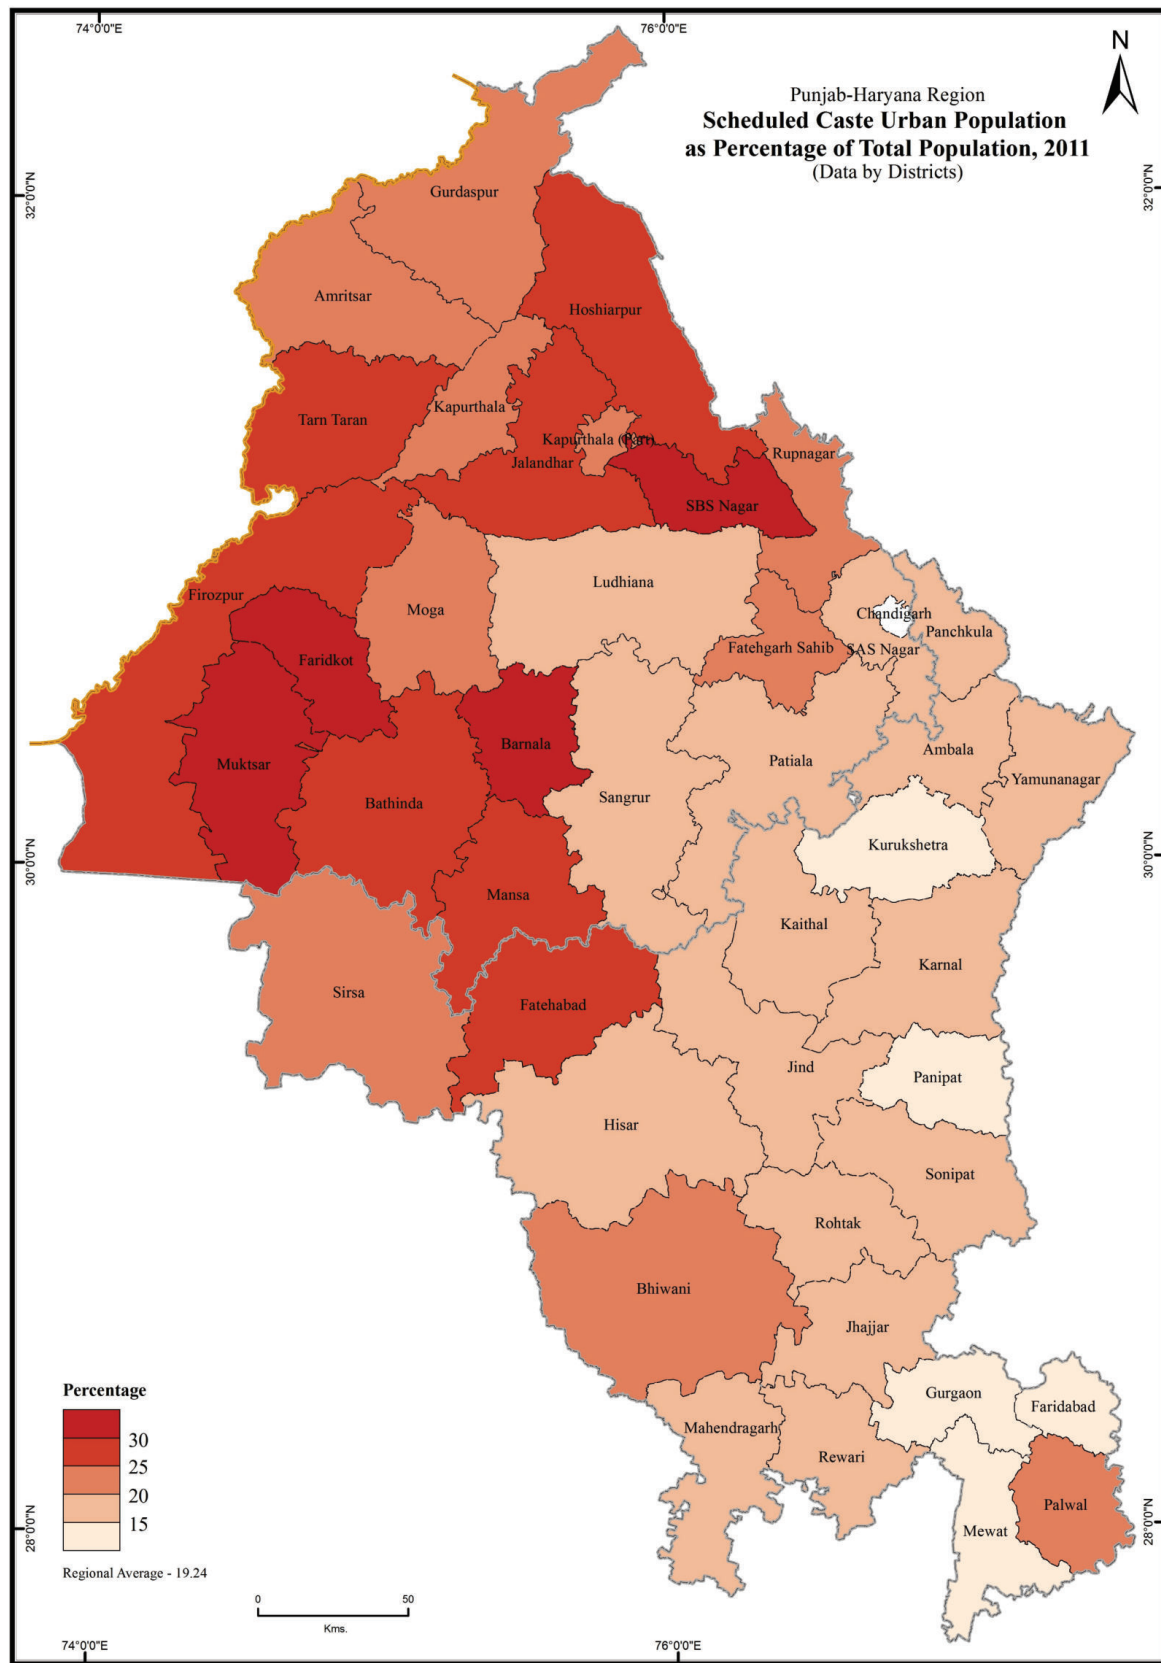 74°0'0"E
76°0'0"E
N
Punjab-Haryana Region
Scheduled Caste Urban Population
as Percentage of Total Population, 2011
(Data by Districts)
32°0'0"N
32°0'0"N
Gurdaspur
Amritsar
Hoshiarpur
Tarn Taran
Kapurthala
Kapurthala (Part)
Jalandhar
Rupnagar
SBS Nagar
Ludhiana
Firozpur
Moga
Chandigarh
Panchkula
Fatehgarh Sahib
SAS Nagar
Faridkot
Barnala
Ambala
Muktsar
Patiala
Yamunanagar
Bathinda
Sangrur
Kurukshetra
30°0'0"N
30°0'0"N
Mansa
Kaithal
Karnal
Sirsa
Fatehabad
Jind
Panipat
Hisar
Sonipat
Rohtak
Bhiwani
Jhajjar
Gurgaon
Faridabad
Mahendragarh
Rewari
Palwal
Mewat
28°0'0"N
28°0'0"N
Percentage
30
25
20
15
Regional Average - 19.24
0 50
Kms.
74°0'0"E
76°0'0"E